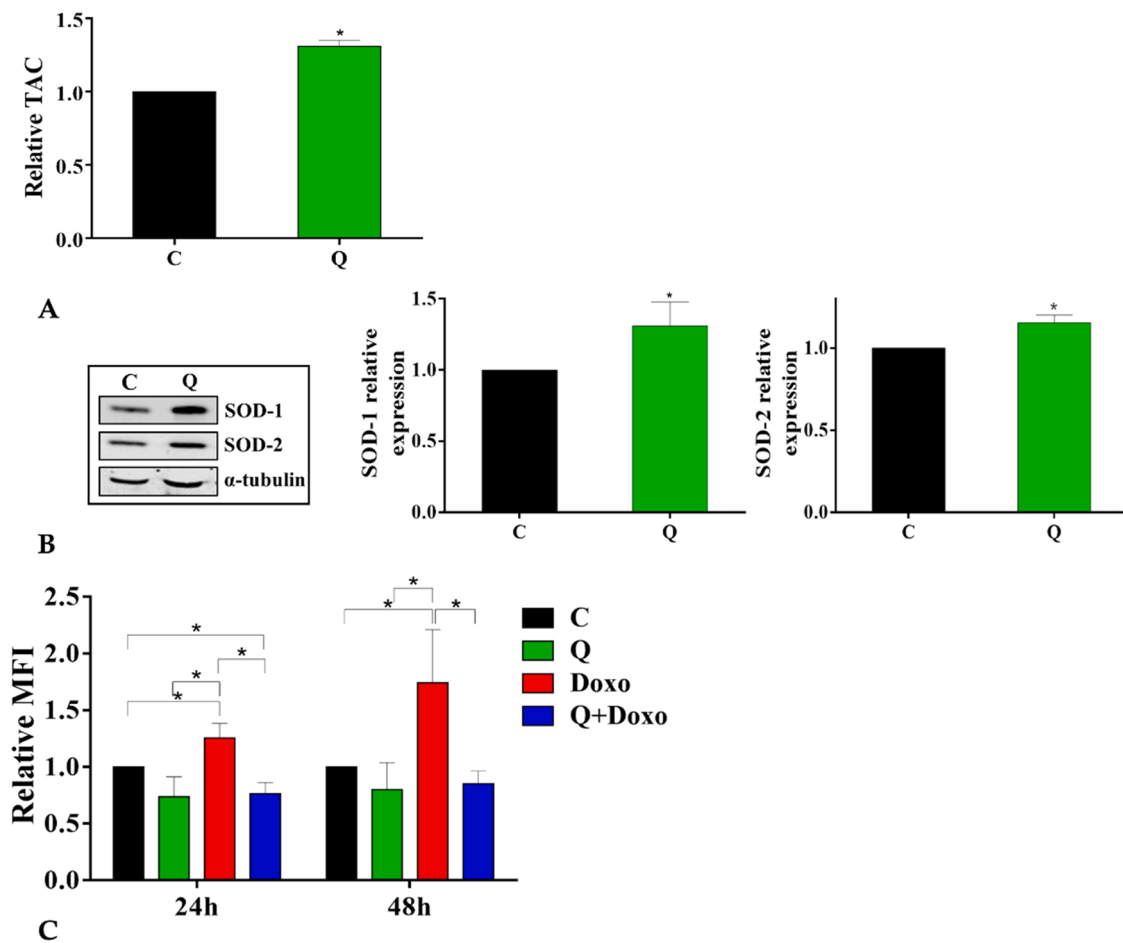 1.5
*
1.0
0.5
0.0
Relative TAC
C Q
A
C Q
SOD-1
SOD-2
α-tubulin
1.5
*
1.0
0.5
0.0
SOD-1 relative
expression
C Q
*
1.0
0.5
0.0
SOD-2 relative
expression
C Q
B
2.5
2.0
1.5
1.0
0.5
0.0
Relative MFI
* * * *
* * *
24h 48h
C
Q
Doxo
Q+Doxo
C